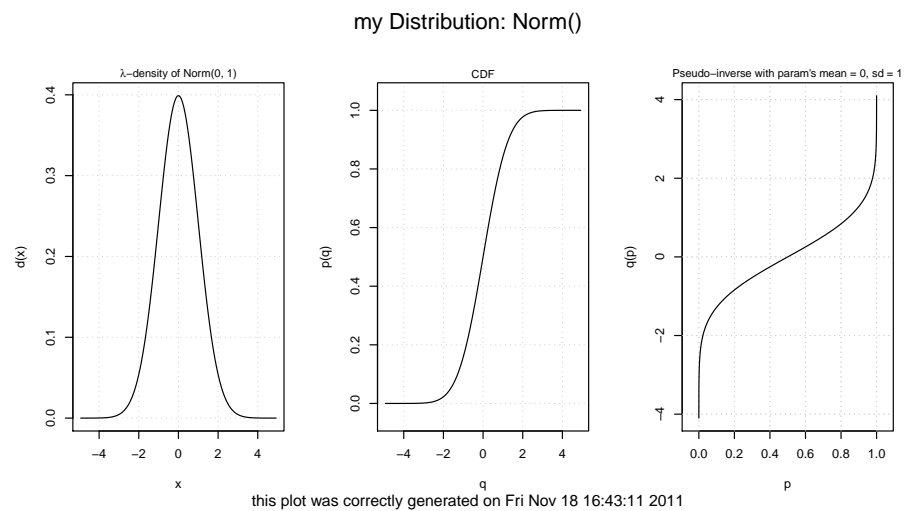 my Distribution: Norm()
λ−density of Norm(0, 1)
d(x)
0.4
0.3
0.2
0.1
0.0
−4 −2 0 2 4
x
CDF
p(q)
1.0
0.8
0.6
0.4
0.2
0.0
−4 −2 0 2 4
q
Pseudo−inverse with param's mean = 0, sd = 1
q(p)
4
2
0
−2
−4
0.0 0.2 0.4 0.6 0.8 1.0
p
this plot was correctly generated on Fri Nov 18 16:43:11 2011